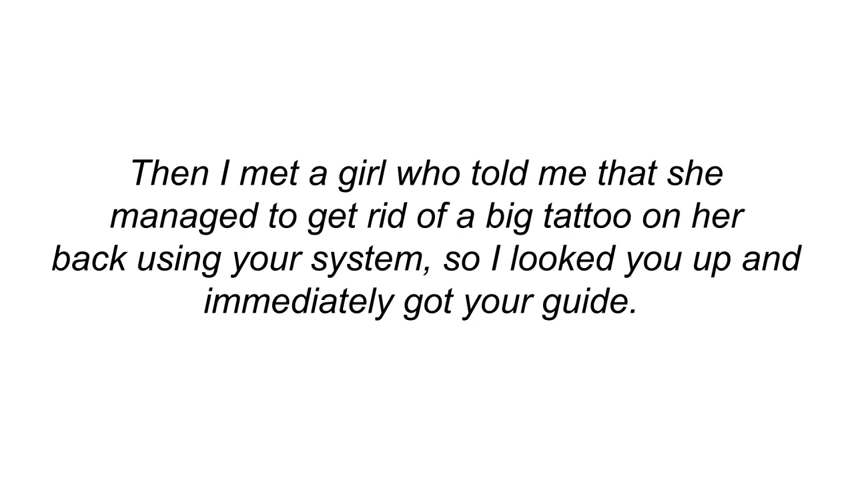 Then I met a girl who told me that she
managed to get rid of a big tattoo on her
back using your system, so I looked you up and
immediately got your guide.